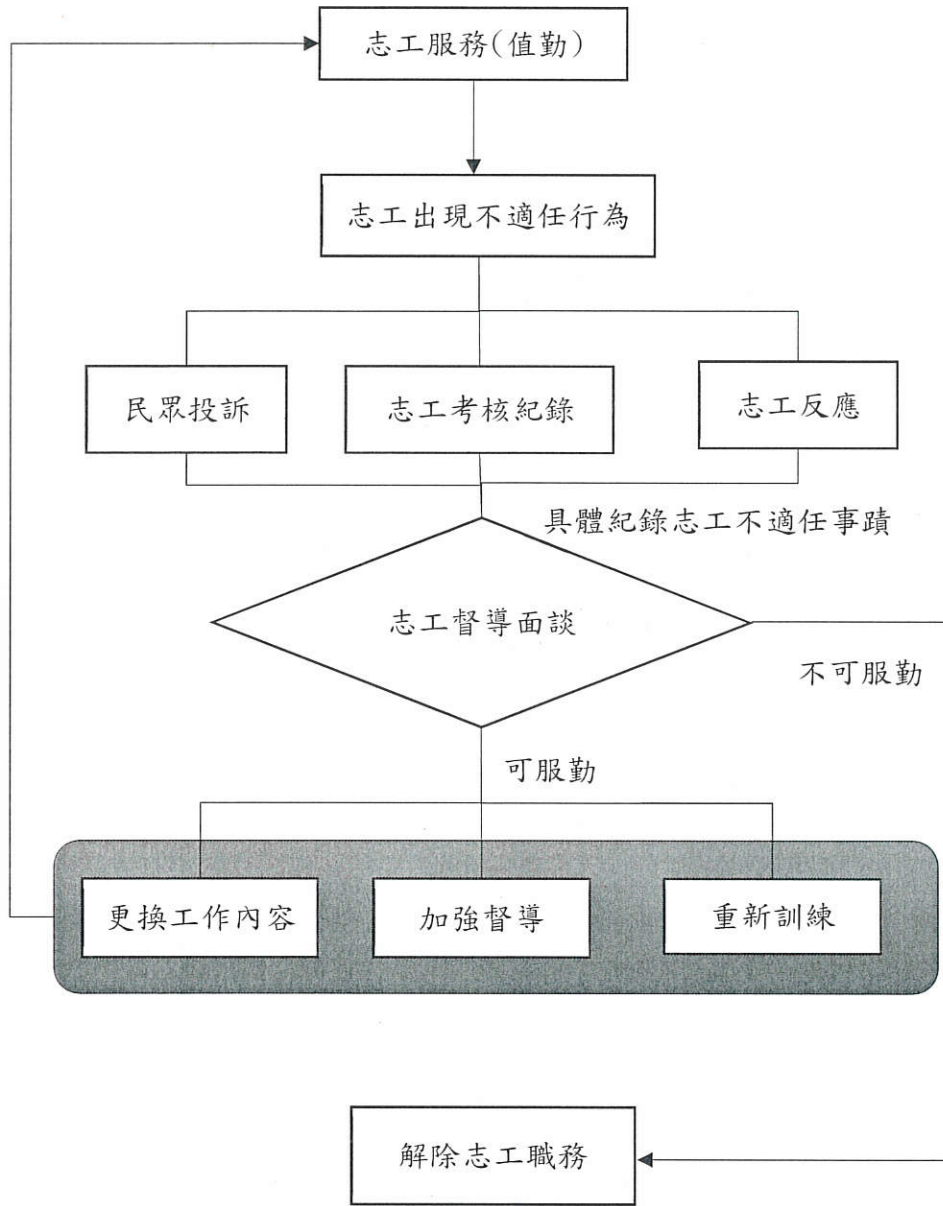 志工服務(值勤)
志工出現不適任行為
民眾投訴
志工考核紀錄
志工反應
具體紀錄志工不適任事蹟
志工督導面談
不可服勤
可服勤
更換工作內容
加強督導
重新訓練
解除志工職務